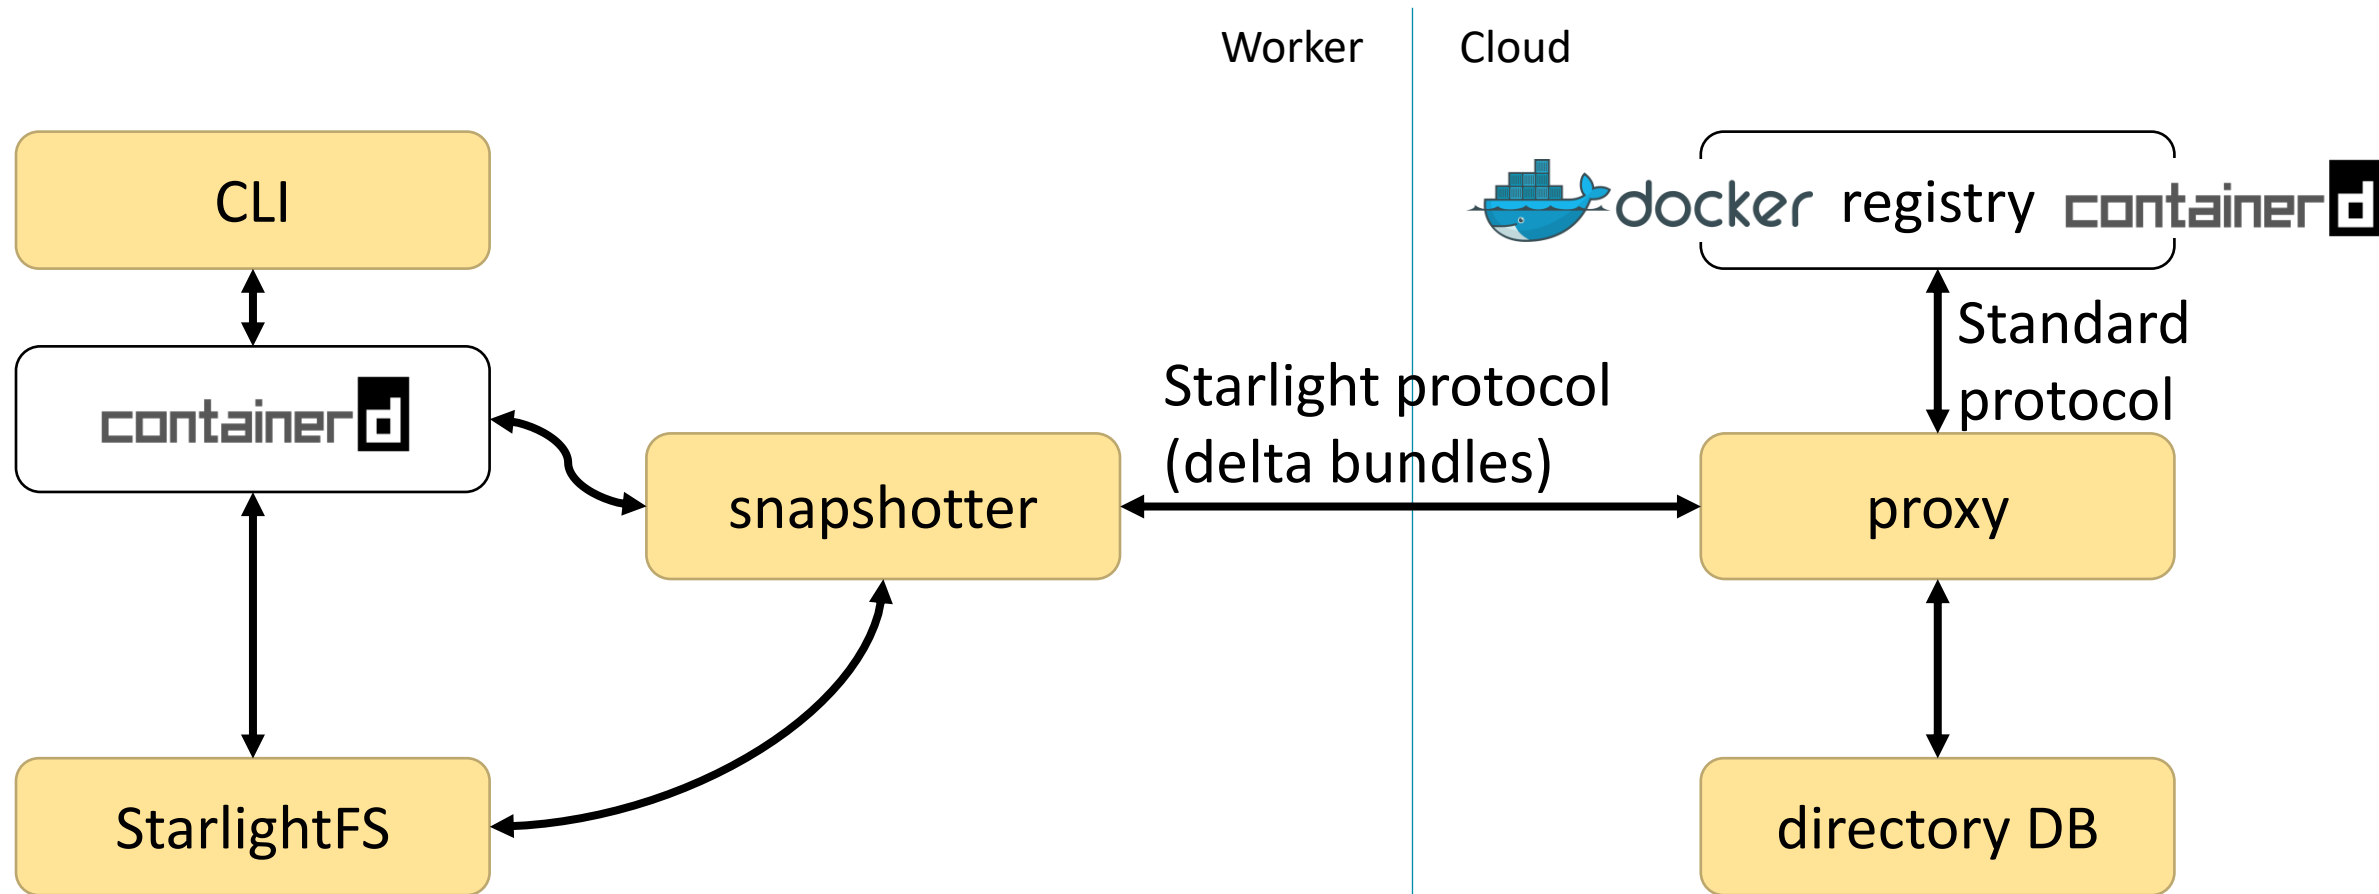 Worker
Cloud
CLI
docker registry containerd
Standard
protocol
containerd
Starlight protocol
(delta bundles)
snapshotter
proxy
StarlightFS
directory DB